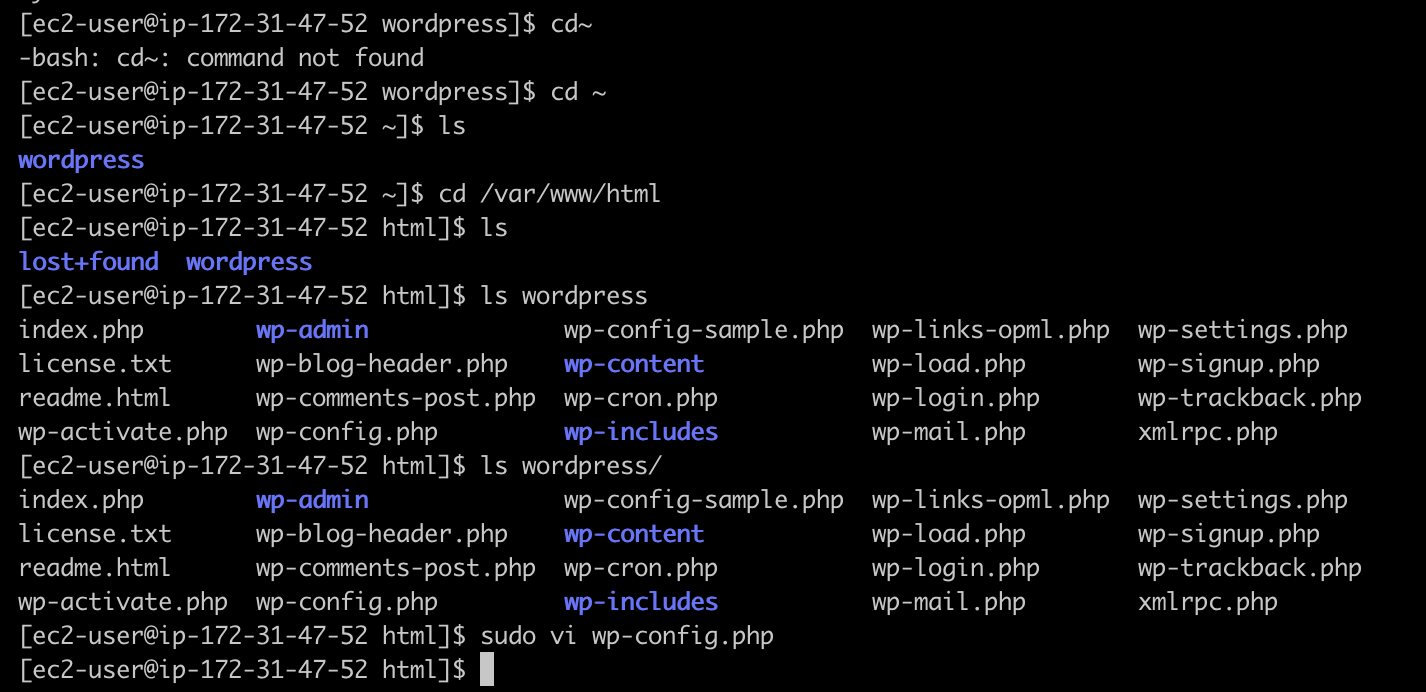 [ec2-user@ip-172-31-47-52 wordpress]$ cd~
-bash: cd~: command not found
[ec2-user@ip-172-31-47-52 wordpress]$ cd ~
[ec2-user@ip-172-31-47-52 ~]$ ls
wordpress
[ec2-user@ip-172-31-47-52 ~]$ cd /var/www/html
[ec2-user@ip-172-31-47-52 html]$ ls
lost+found  wordpress
[ec2-user@ip-172-31-47-52 html]$ ls wordpress
index.php        wp-admin              wp-config-sample.php  wp-links-opml.php  wp-settings.php
license.txt      wp-blog-header.php    wp-content            wp-load.php        wp-signup.php
readme.html      wp-comments-post.php  wp-cron.php           wp-login.php       wp-trackback.php
wp-activate.php  wp-config.php         wp-includes           wp-mail.php        xmlrpc.php
[ec2-user@ip-172-31-47-52 html]$ ls wordpress/
index.php        wp-admin              wp-config-sample.php  wp-links-opml.php  wp-settings.php
license.txt      wp-blog-header.php    wp-content            wp-load.php        wp-signup.php
readme.html      wp-comments-post.php  wp-cron.php           wp-login.php       wp-trackback.php
wp-activate.php  wp-config.php         wp-includes           wp-mail.php        xmlrpc.php
[ec2-user@ip-172-31-47-52 html]$ sudo vi wp-config.php
[ec2-user@ip-172-31-47-52 html]$